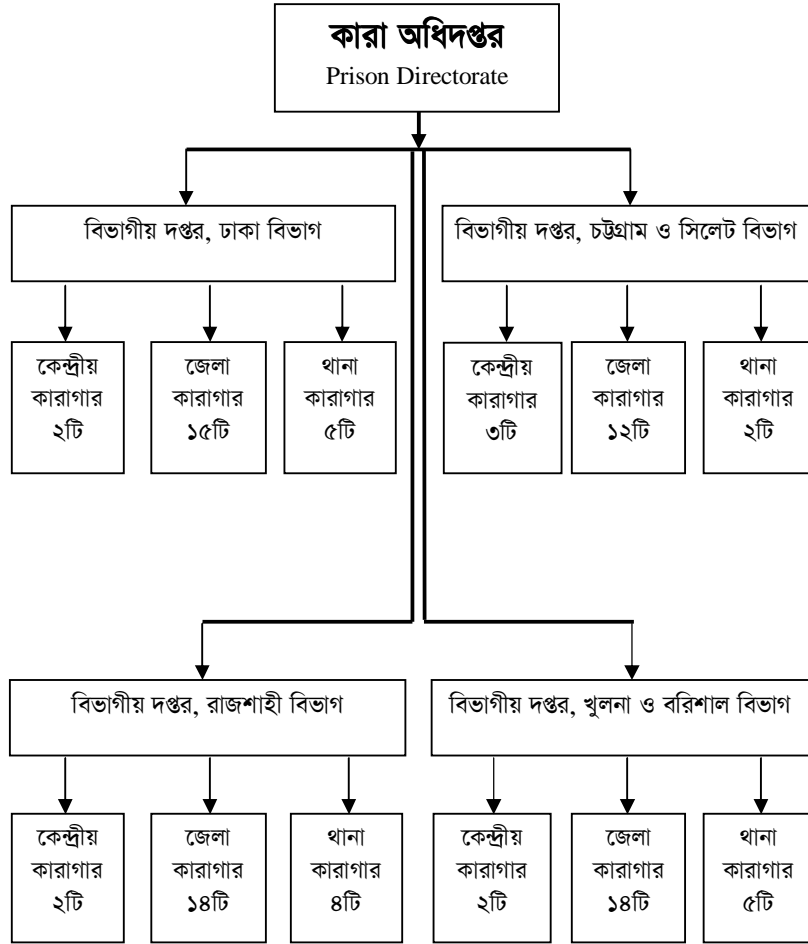 কারা অধিদপ্তর
Prison Directorate
বিভাগীয় দপ্তর, ঢাকা বিভাগ
বিভাগীয় দপ্তর, চট্টগ্রাম ও সিলেট বিভাগ
কেন্দ্রীয়
কারাগার
২টি
জেলা
কারাগার
১৫টি
থানা
কারাগার
৫টি
কেন্দ্রীয়
কারাগার
৩টি
জেলা
কারাগার
১২টি
থানা
কারাগার
২টি
বিভাগীয় দপ্তর, রাজশাহী বিভাগ
বিভাগীয় দপ্তর, খুলনা ও বরিশাল বিভাগ
কেন্দ্রীয়
কারাগার
২টি
জেলা
কারাগার
১৪টি
থানা
কারাগার
৪টি
কেন্দ্রীয়
কারাগার
২টি
জেলা
কারাগার
১৪টি
থানা
কারাগার
৫টি